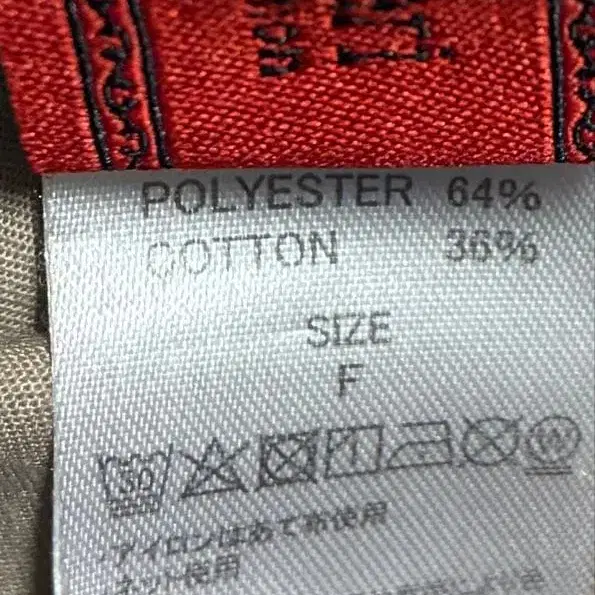 POLYESTER 64%
COTTON 36%
SIZE
F
30
W
・アイロンはあて布使用
・ネット使用